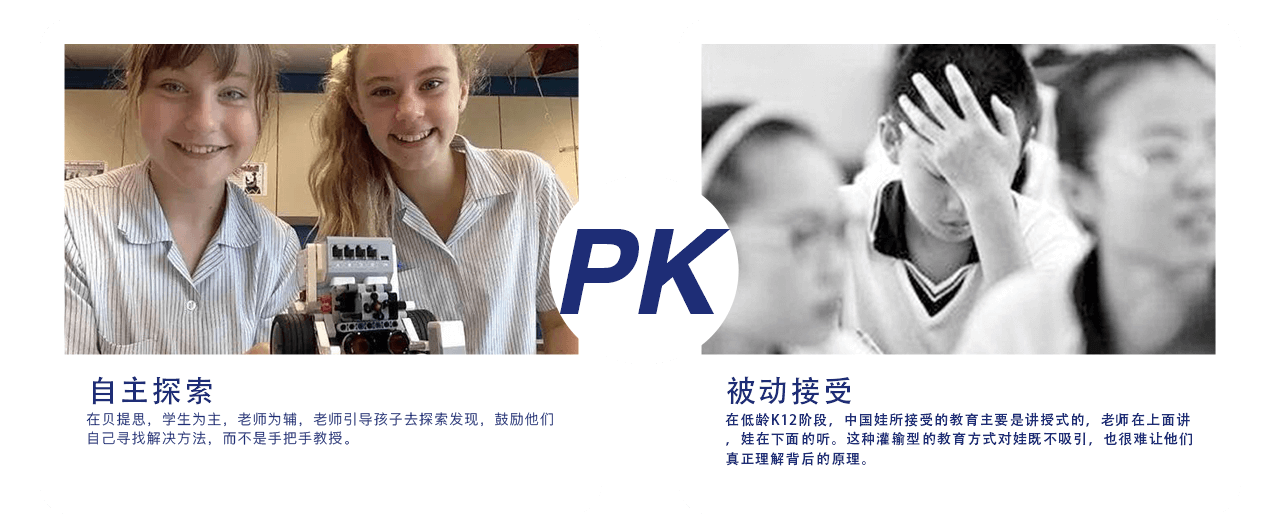 PK
自主探索
在贝提思，学生为主，老师为辅，老师引导孩子去探索发现，鼓励他们
自己寻找解决方法，而不是手把手教授。
被动接受
在低龄K12阶段，中国娃所接受的教育主要是讲授式的，老师在上面讲
，娃在下面的听。这种灌输型的教育方式对娃既不吸引，也很难让他们
真正理解背后的原理。